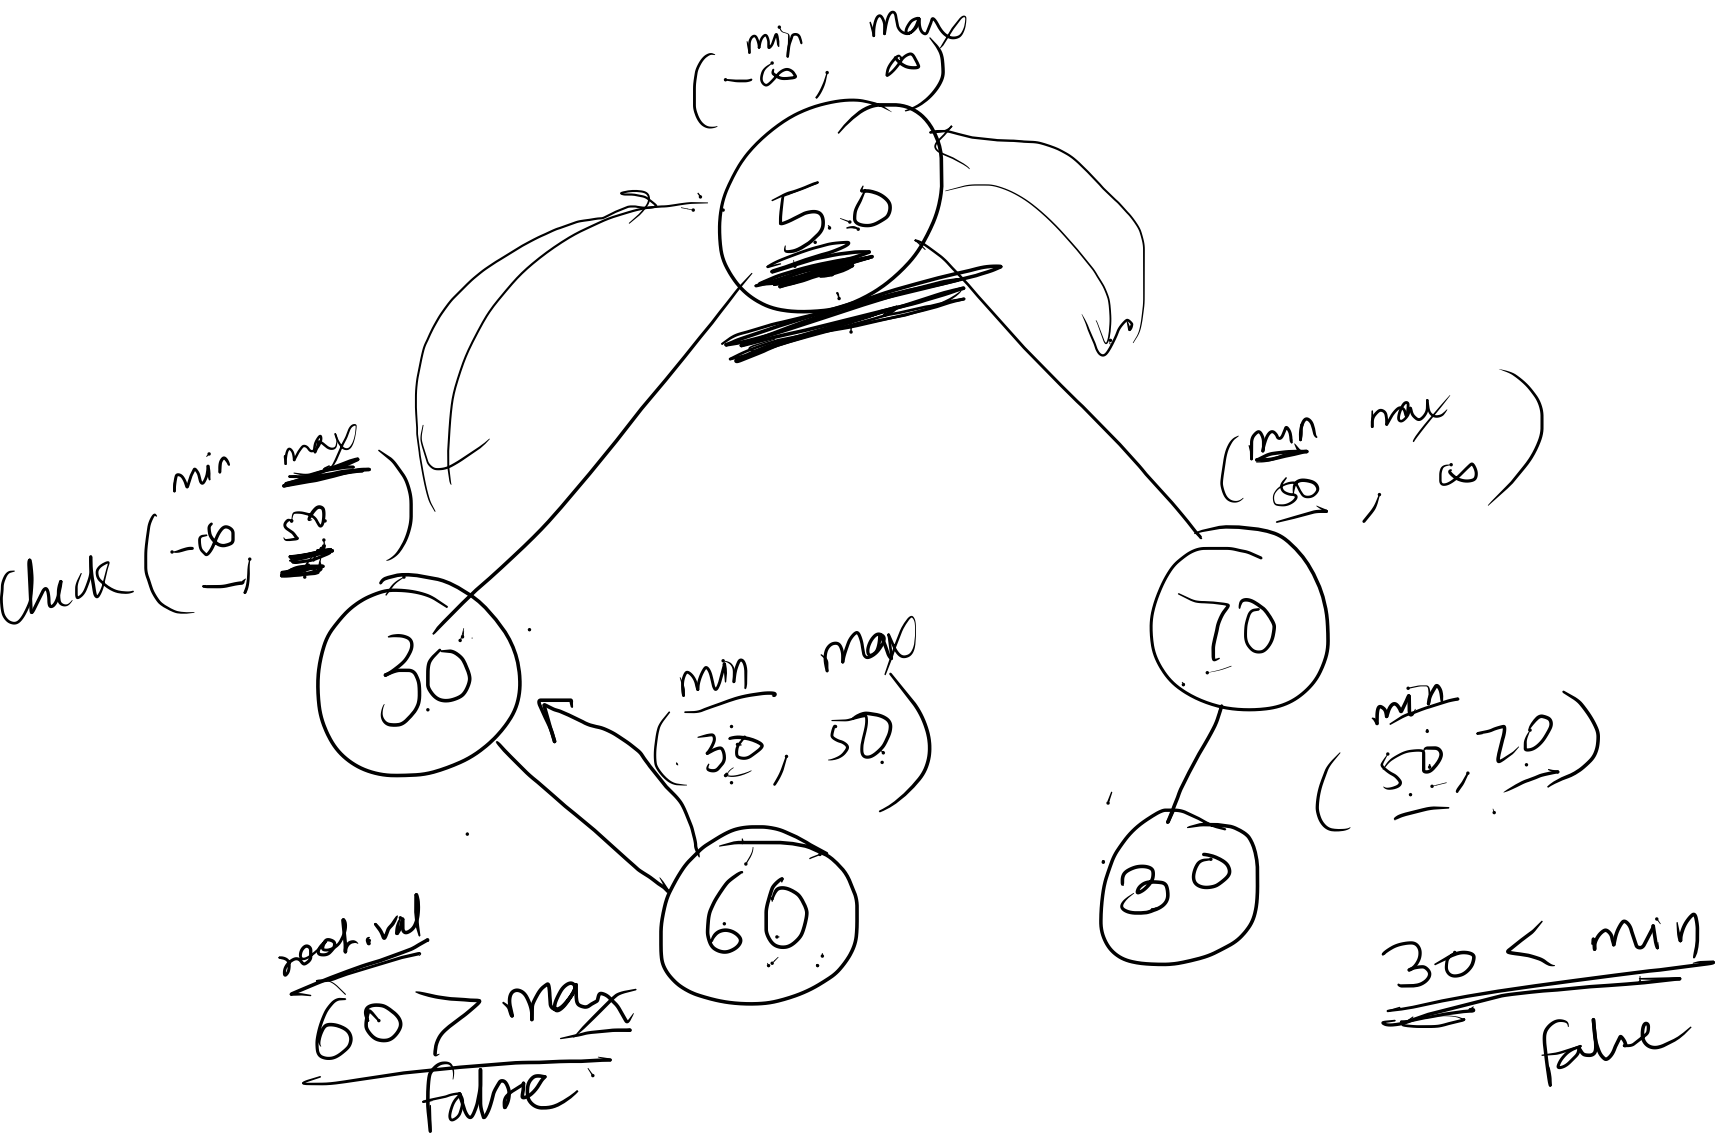 min max
(-∞, ∞)
50
min max
check (-∞, 50)
min max
(50, ∞)
30
70
min max
(30, 50)
min
(50, 70)
60
30
root.val
60 > max
false
30 < min
false